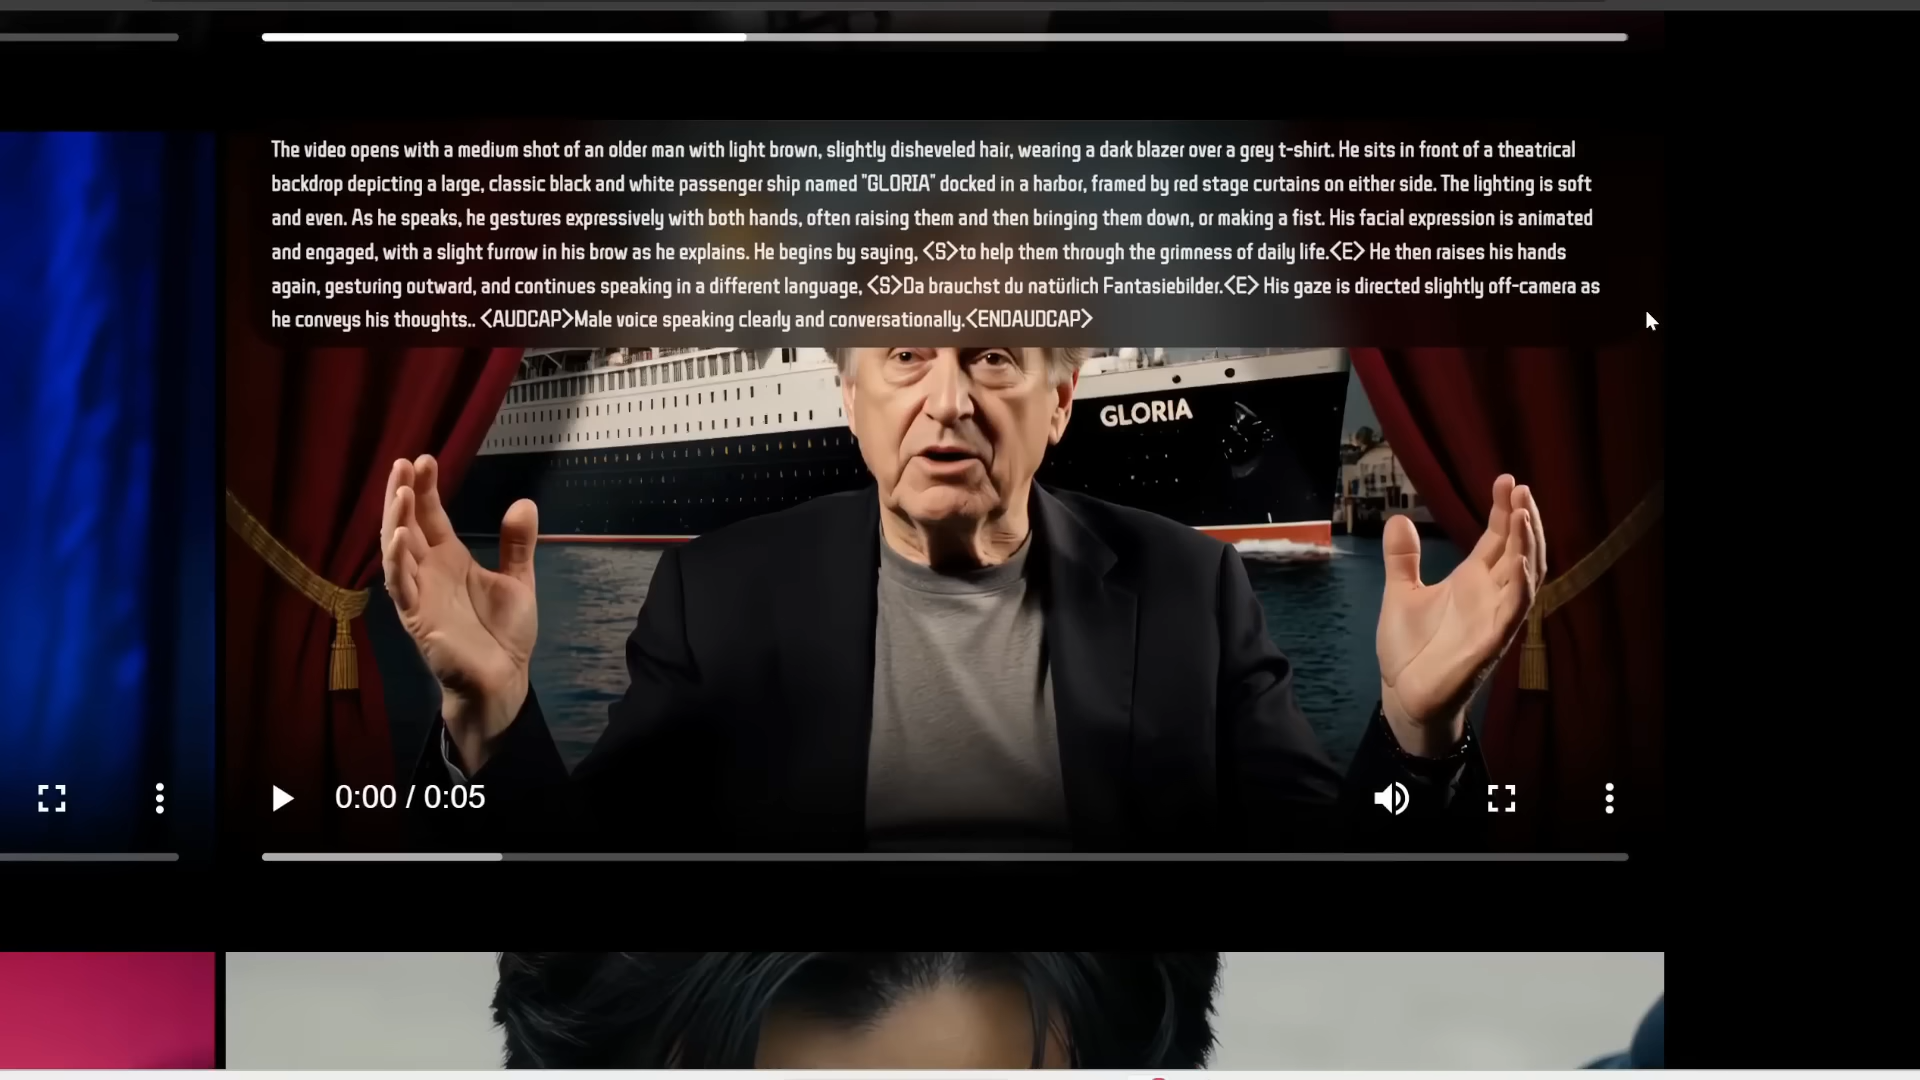 The video opens with a medium shot of an older man with light brown, slightly disheveled hair, wearing a dark blazer over a grey t-shirt. He sits in front of a theatrical
backdrop depicting a large, classic black and white passenger ship named "GLORIA" docked in a harbor, framed by red stage curtains on either side. The lighting is soft
and even. As he speaks, he gestures expressively with both hands, often raising them and then bringing them down, or making a fist. His facial expression is animated
and engaged, with a slight furrow in his brow as he explains. He begins by saying, <S>to help them through the grimness of daily life.<E> He then raises his hands
again, gesturing outward, and continues speaking in a different language, <S>Da brauchst du natürlich Fantasiebilder.<E> His gaze is directed slightly off-camera as
he conveys his thoughts.. <AUDCAP>Male voice speaking clearly and conversationally.<ENDAUDCAP>
GLORIA
0:00 / 0:05